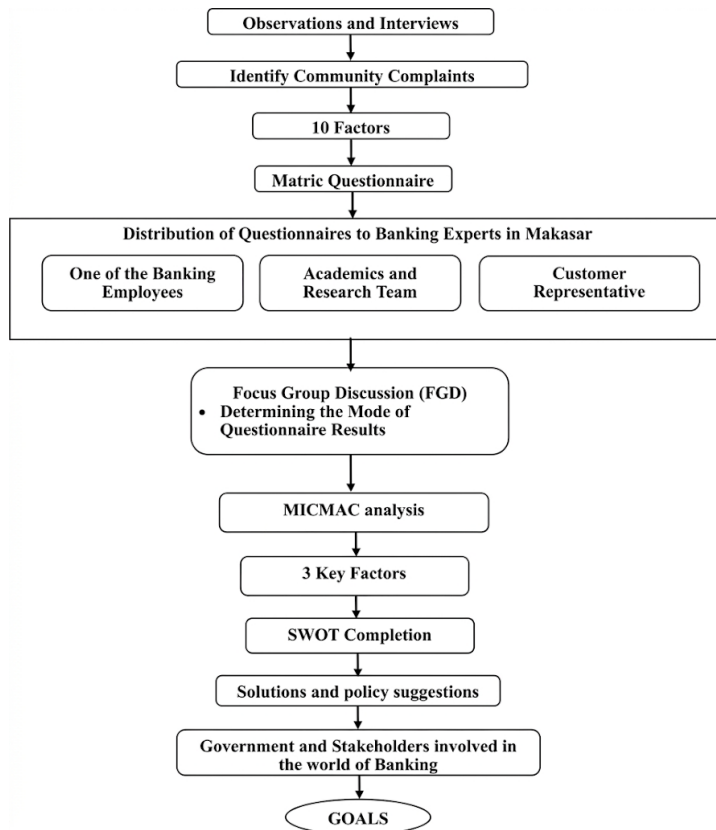 Observations and Interviews
Identify Community Complaints
10 Factors
Matric Questionnaire
Distribution of Questionnaires to Banking Experts in Makasar
One of the Banking
Employees
Academics and
Research Team
Customer
Representative
Focus Group Discussion (FGD)
• Determining the Mode of
Questionnaire Results
MICMAC analysis
3 Key Factors
SWOT Completion
Solutions and policy suggestions
Government and Stakeholders involved in
the world of Banking
GOALS